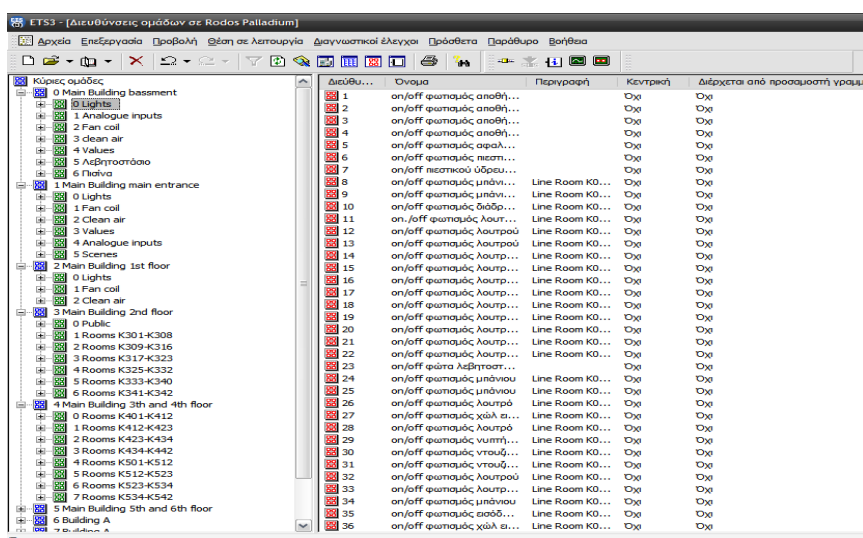 ETS3 - [Διευθύνσεις ομάδων σε Rodos Palladium]
Αρχεία Επεξεργασία Προβολή Θέση σε λειτουργία Διαγνωστικοί έλεγχοι Πρόσθετα Παράθυρο Βοήθεια
Κύριες ομάδες
0 Main Building bassment
0 Lights
1 Analogue inputs
2 Fan coil
3 clean air
4 Values
5 Λεβητοστάσιο
6 Πισίνα
1 Main Building main entrance
0 Lights
1 Fan coil
2 Clean air
3 Values
4 Analogue inputs
5 Scenes
2 Main Building 1st floor
0 Lights
1 Fan coil
2 Clean air
3 Main Building 2nd floor
0 Public
1 Rooms K301-K308
2 Rooms K309-K316
3 Rooms K317-K323
4 Rooms K325-K332
5 Rooms K333-K340
6 Rooms K341-K342
4 Main Building 3th and 4th floor
0 Rooms K401-K412
1 Rooms K412-K423
2 Rooms K423-K434
3 Rooms K434-K442
4 Rooms K501-K512
5 Rooms K512-K523
6 Rooms K523-K534
7 Rooms K534-K542
5 Main Building 5th and 6th floor
6 Building A
7 Building A
Διεύθυ... Όνομα Περιγραφή Κεντρική Διέρχεται από προσαμοστή γραμμ
1 on/off φωτισμός αποθή... Όχι Όχι
2 on/off φωτισμός αποθή... Όχι Όχι
3 on/off φωτισμός αποθή... Όχι Όχι
4 on/off φωτισμός αποθή... Όχι Όχι
5 on/off φωτισμός αφαλ... Όχι Όχι
6 on/off φωτισμός πιεστι... Όχι Όχι
7 on/off πιεστικού ύδρευ... Όχι Όχι
8 on/off φωτισμός μπάνι... Line Room K0... Όχι Όχι
9 on/off φωτισμός μπάνι... Line Room K0... Όχι Όχι
10 on/off φωτισμός διάδρ... Line Room K0... Όχι Όχι
11 on./off φωτισμός λουτ... Line Room K0... Όχι Όχι
12 on/off φωτισμός λουτρού Line Room K0... Όχι Όχι
13 on/off φωτισμός λουτρού Line Room K0... Όχι Όχι
14 on/off φωτισμός λουτρ... Line Room K0... Όχι Όχι
15 on/off φωτισμός λουτρ... Line Room K0... Όχι Όχι
16 on/off φωτισμός λουτρ... Line Room K0... Όχι Όχι
17 on/off φωτισμός λουτρ... Line Room K0... Όχι Όχι
18 on/off φωτισμός λουτρ... Line Room K0... Όχι Όχι
19 on/off φωτισμός λουτρ... Line Room K0... Όχι Όχι
20 on/off φωτισμός λουτρ... Line Room K0... Όχι Όχι
21 on/off φωτισμός λουτρ... Line Room K0... Όχι Όχι
22 on/off φωτισμός λουτρ... Line Room K0... Όχι Όχι
23 on/off φώτα λεβητοστ... Όχι Όχι
24 on/off φωτισμός μπάνιου Line Room K0... Όχι Όχι
25 on/off φωτισμός μπάνιου Line Room K0... Όχι Όχι
26 on/off φωτισμός λουτρό Line Room K0... Όχι Όχι
27 on/off φωτισμός χώλ ει... Line Room K0... Όχι Όχι
28 on/off φωτισμός λουτρό Line Room K0... Όχι Όχι
29 on/off φωτισμός νυπτή... Line Room K0... Όχι Όχι
30 on/off φωτισμός ντουζ... Line Room K0... Όχι Όχι
31 on/off φωτισμός ντουζ... Line Room K0... Όχι Όχι
32 on/off φωτισμός λουτρού Line Room K0... Όχι Όχι
33 on/off φωτισμός λουτρ... Line Room K0... Όχι Όχι
34 on/off φωτισμός μπάνιου Line Room K0... Όχι Όχι
35 on/off φωτισμός εισόδ... Line Room K0... Όχι Όχι
36 on/off φωτισμός χώλ ει... Line Room K0... Όχι Όχι